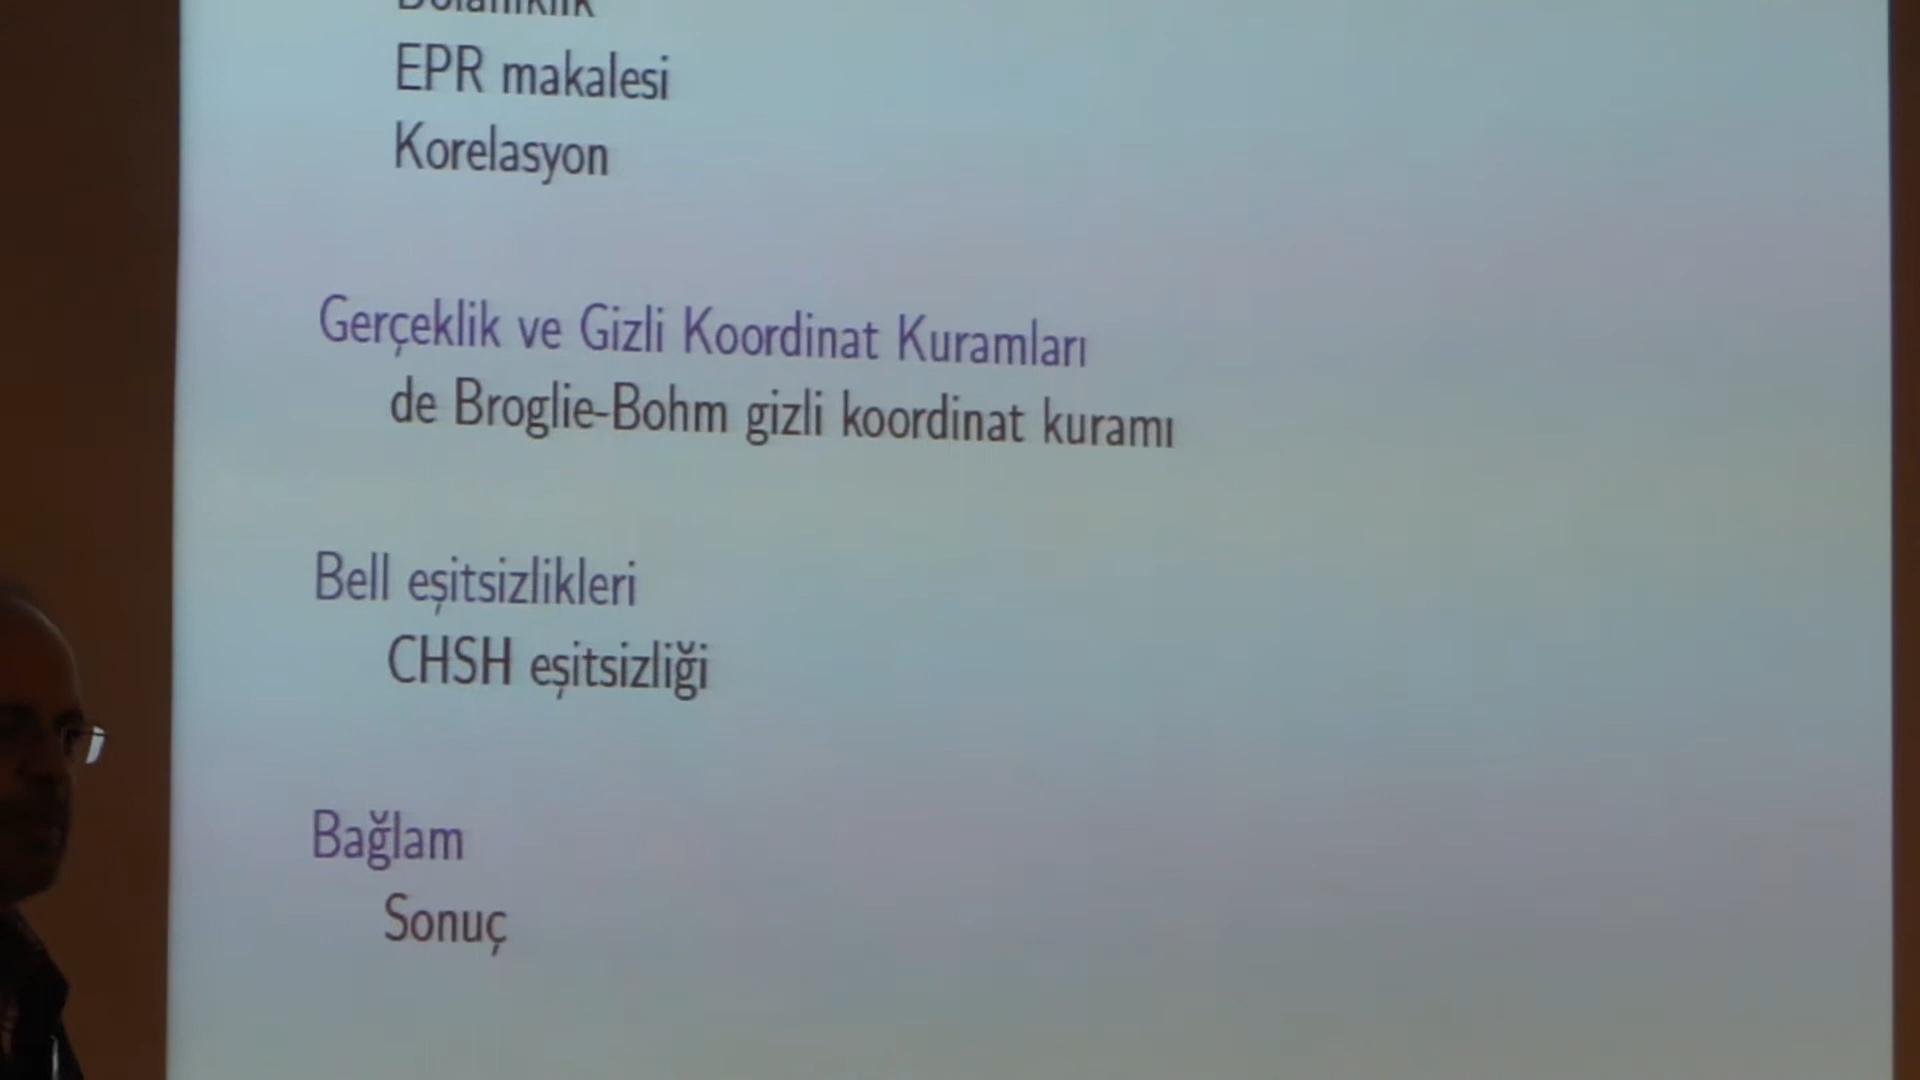 EPR makalesi
Korelasyon
Gerçeklik ve Gizli Koordinat Kuramları
de Broglie-Bohm gizli koordinat kuramı
Bell eşitsizlikleri
CHSH eşitsizliği
Bağlam
Sonuç